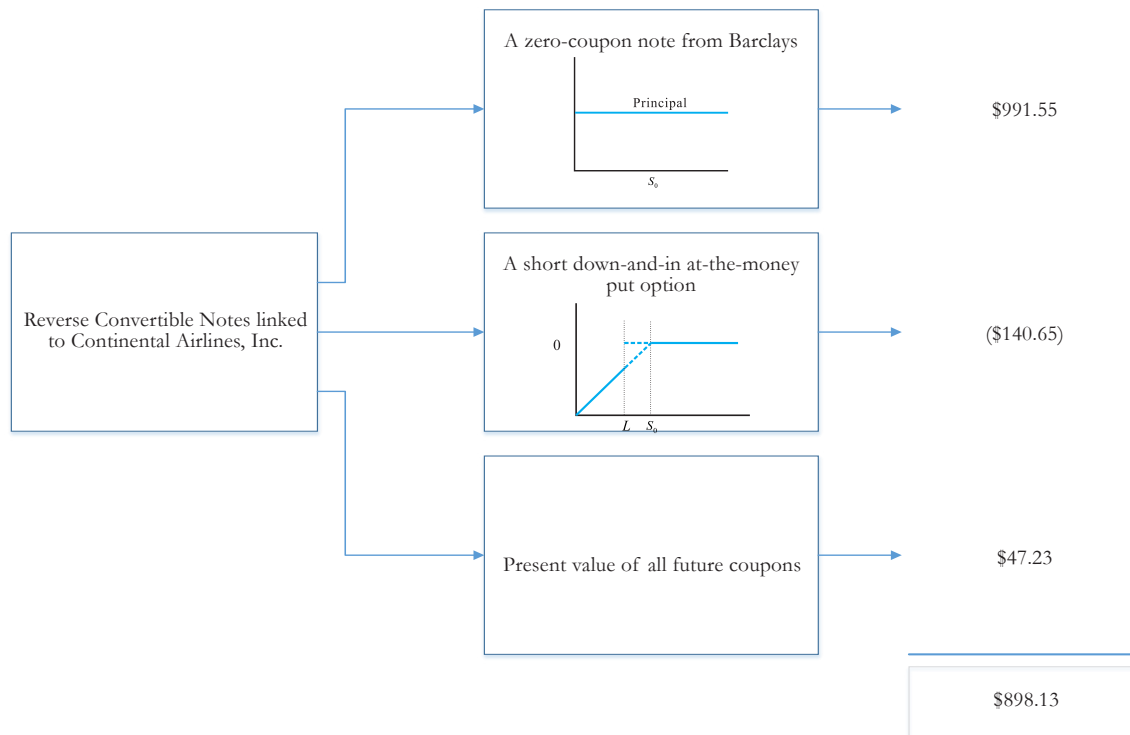 A zero-coupon note from Barclays
Principal
S₀
$991.55
Reverse Convertible Notes linked
to Continental Airlines, Inc.
A short down-and-in at-the-money
put option
0
L S₀
($140.65)
Present value of all future coupons
$47.23
$898.13